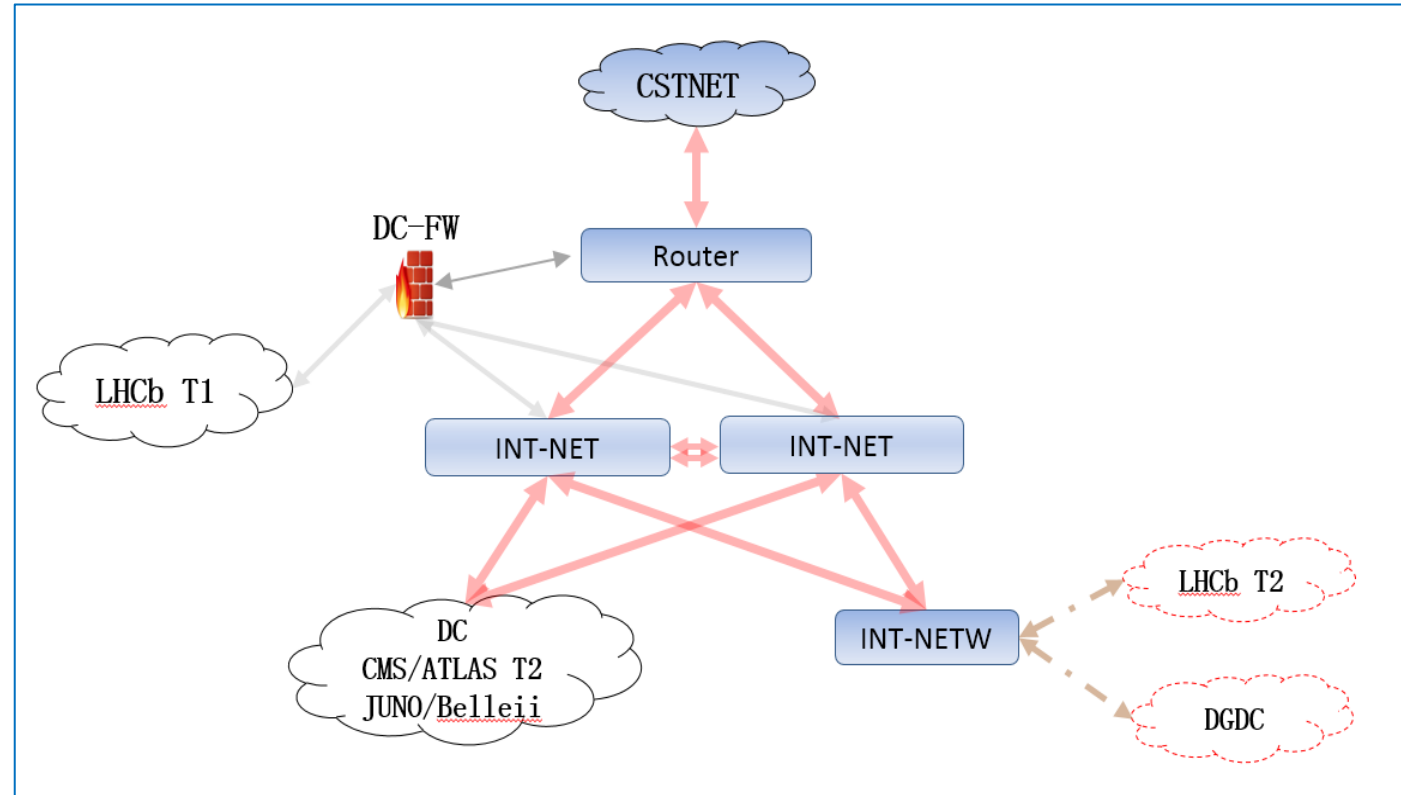 CSTNET
DC-FW
Router
LHCb T1
INT-NET
INT-NET
DC
CMS/ATLAS T2
JUNO/Belleii
INT-NETW
LHCb T2
DGDC